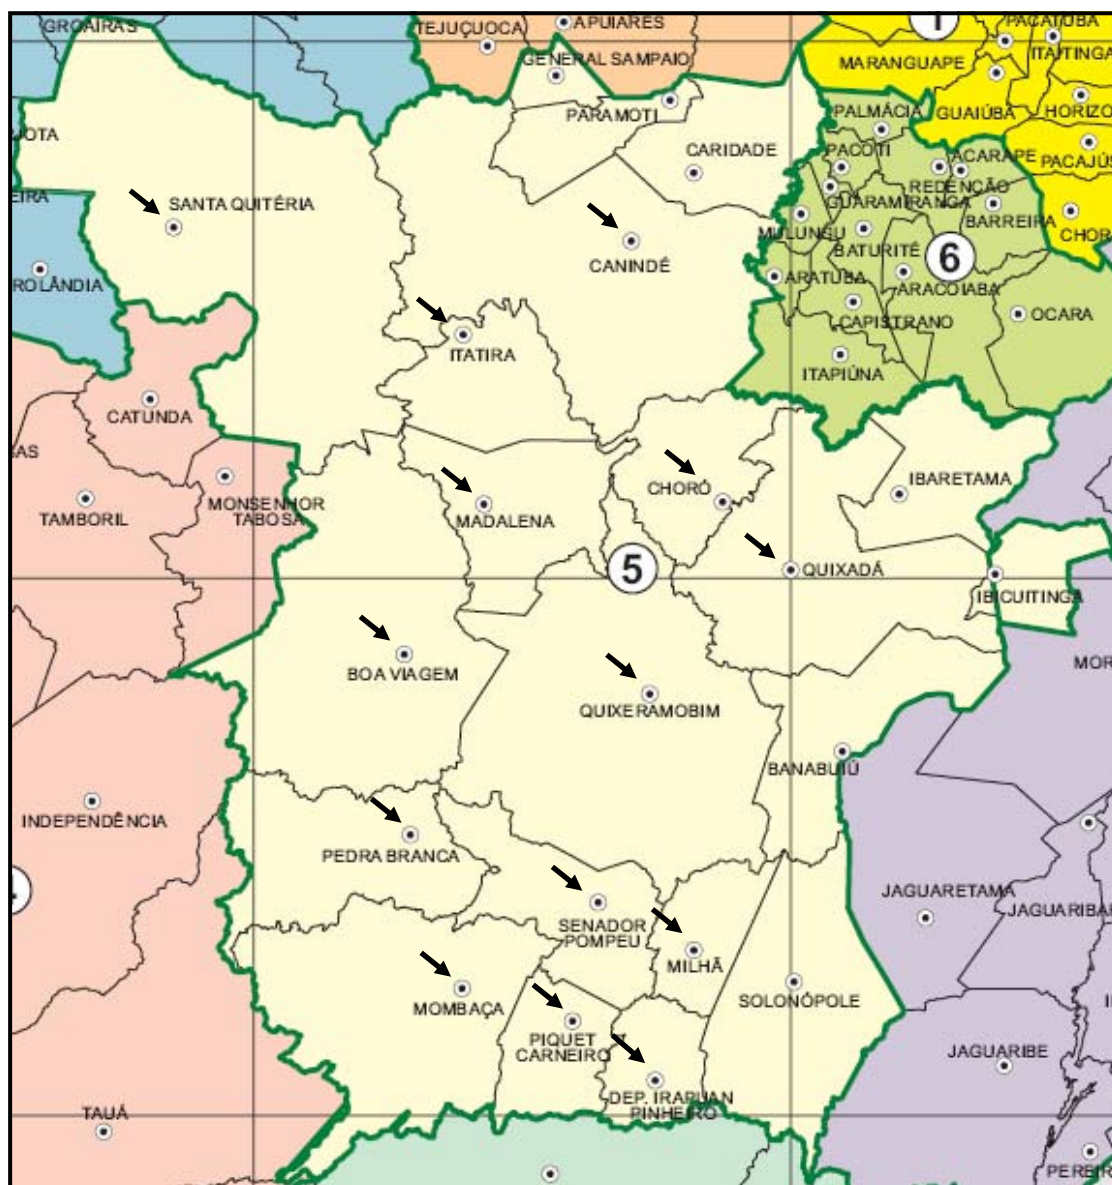 GROAÍRAS
TEJUÇUOCA
APUIARES
1
PACATUBA
ITAITINGA
GENERAL SAMPAIO
MARANGUAPE
PARAMOTI
PALMÁCIA
GUAIÚBA
HORIZO
JOTA
CARIDADE
PACOTI
ACARAPE
PACAJÚS
REDENÇÃO
EIRA
SANTA QUITÉRIA
GUARAMIRANGA
BARREIRA
CHOR
MULUNGU
BATURITÉ
6
CANINDÉ
ROLÂNDIA
ARATUBA
ARACOIABA
CAPISTRANO
OCARA
ITATIRA
ITAPIÚNA
CATUNDA
AS
IBARETAMA
CHORÓ
MONSENHOR
TABOSA
TAMBORIL
MADALENA
5
QUIXADÁ
IBICUITINGA
BOA VIAGEM
MOR
QUIXERAMOBIM
BANABUIÚ
INDEPENDÊNCIA
PEDRA BRANCA
JAGUARETAMA
JAGUARIBA
SENADOR
POMPEU
MILHÃ
MOMBAÇA
SOLONÓPOLE
PIQUET
CARNEIRO
JAGUARIBE
DEP. IRAPUAN
PINHEIRO
TAUÁ
PEREIR